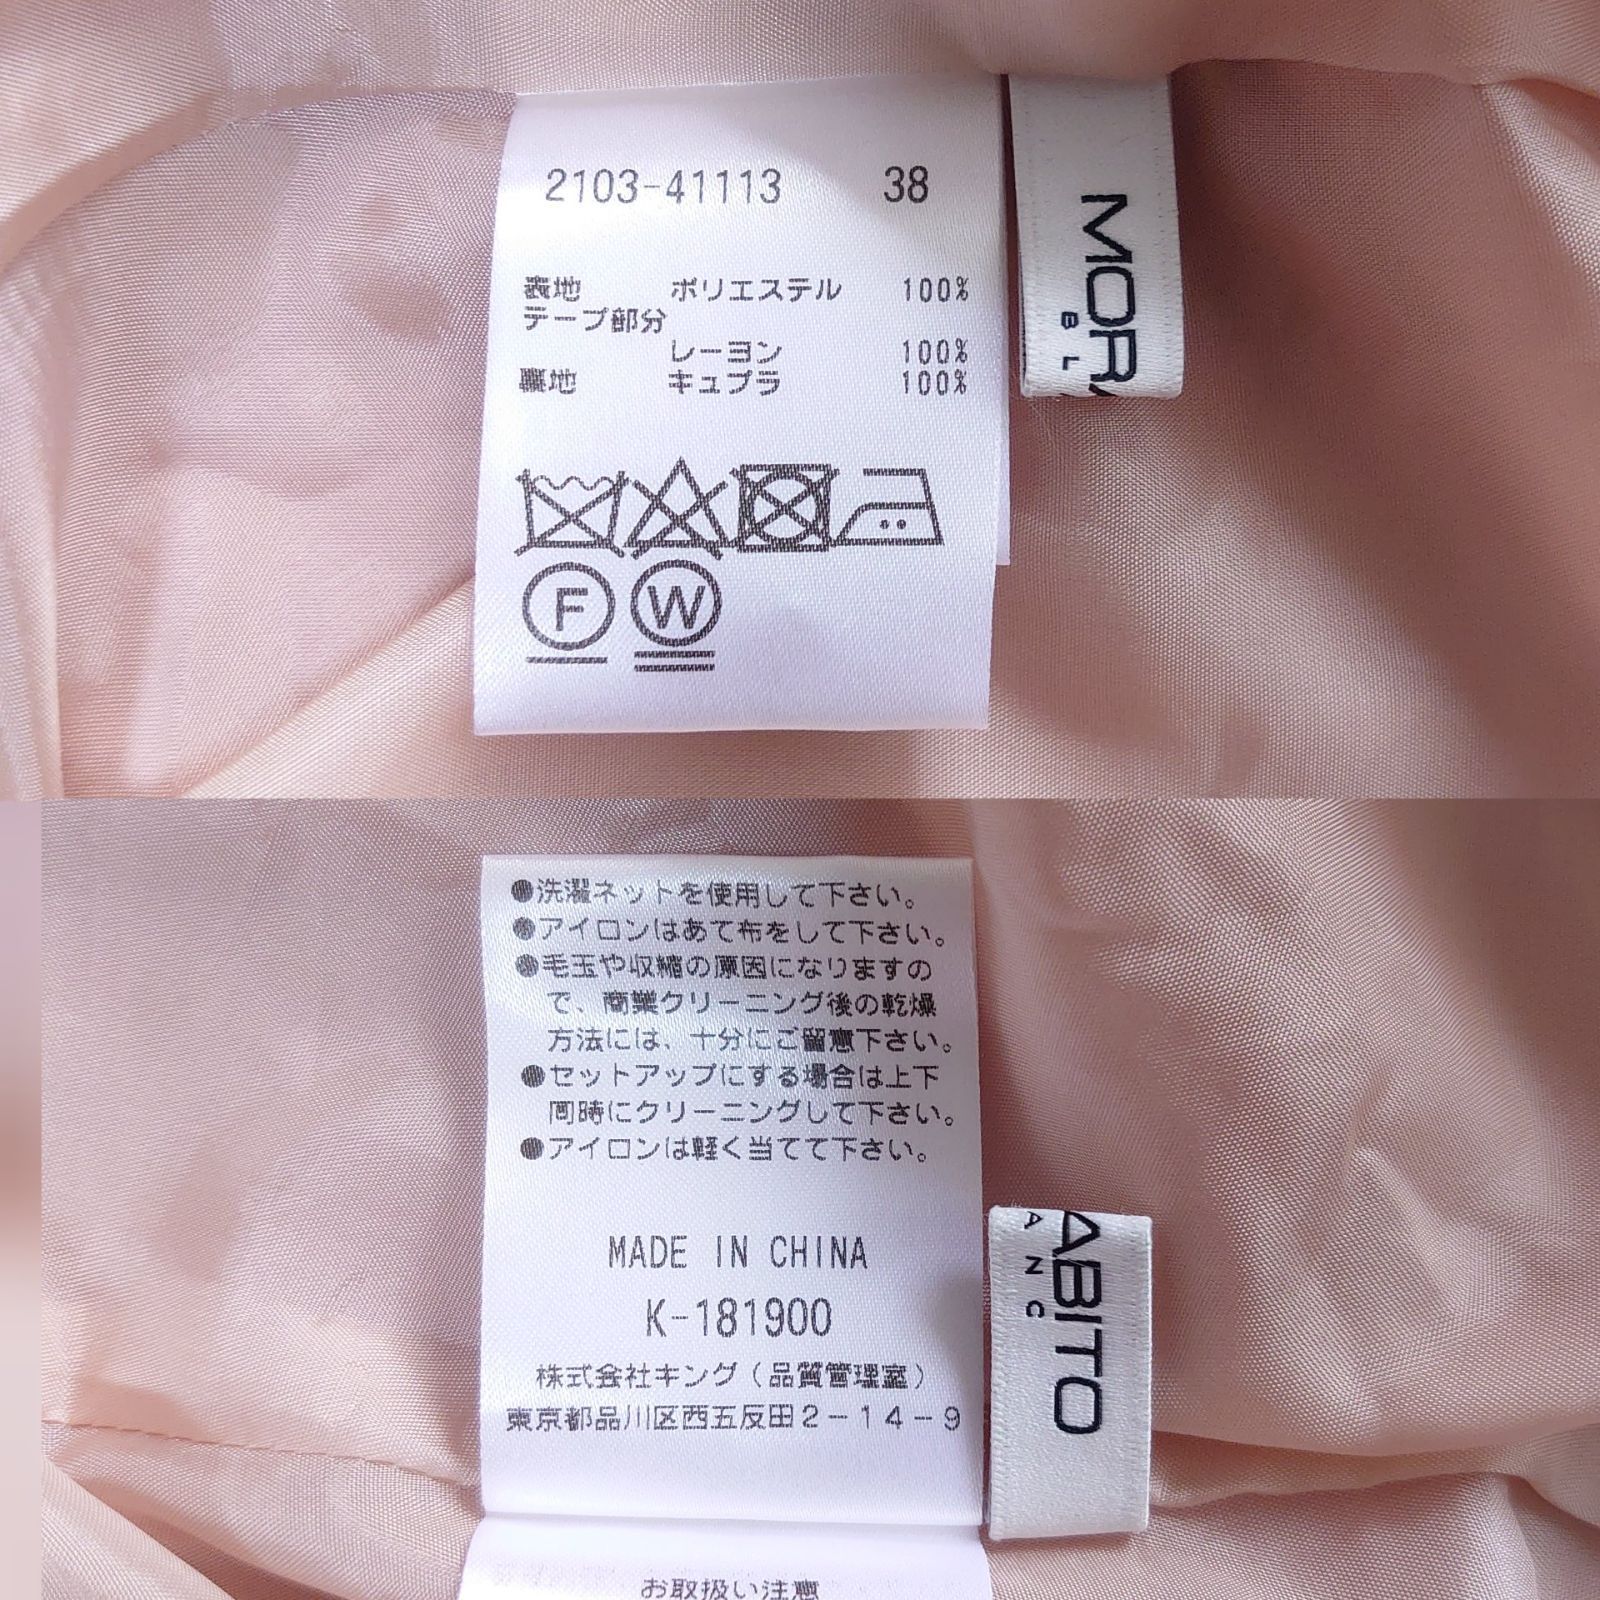 2103-41113 38
表地 ポリエステル 100%
テープ部分
レーヨン 100%
裏地 キュプラ 100%
F W
MORA
BL
●洗濯ネットを使用して下さい。
●アイロンはあて布をして下さい。
●毛玉や収縮の原因になりますの
で、商業クリーニング後の乾燥
方法には、十分にご留意下さい。
●セットアップにする場合は上下
同時にクリーニングして下さい。
●アイロンは軽く当てて下さい。
MADE IN CHINA
K-181900
株式会社キング(品質管理室)
東京都品川区西五反田2-14-9
ABITO
ANC
お取扱い注意